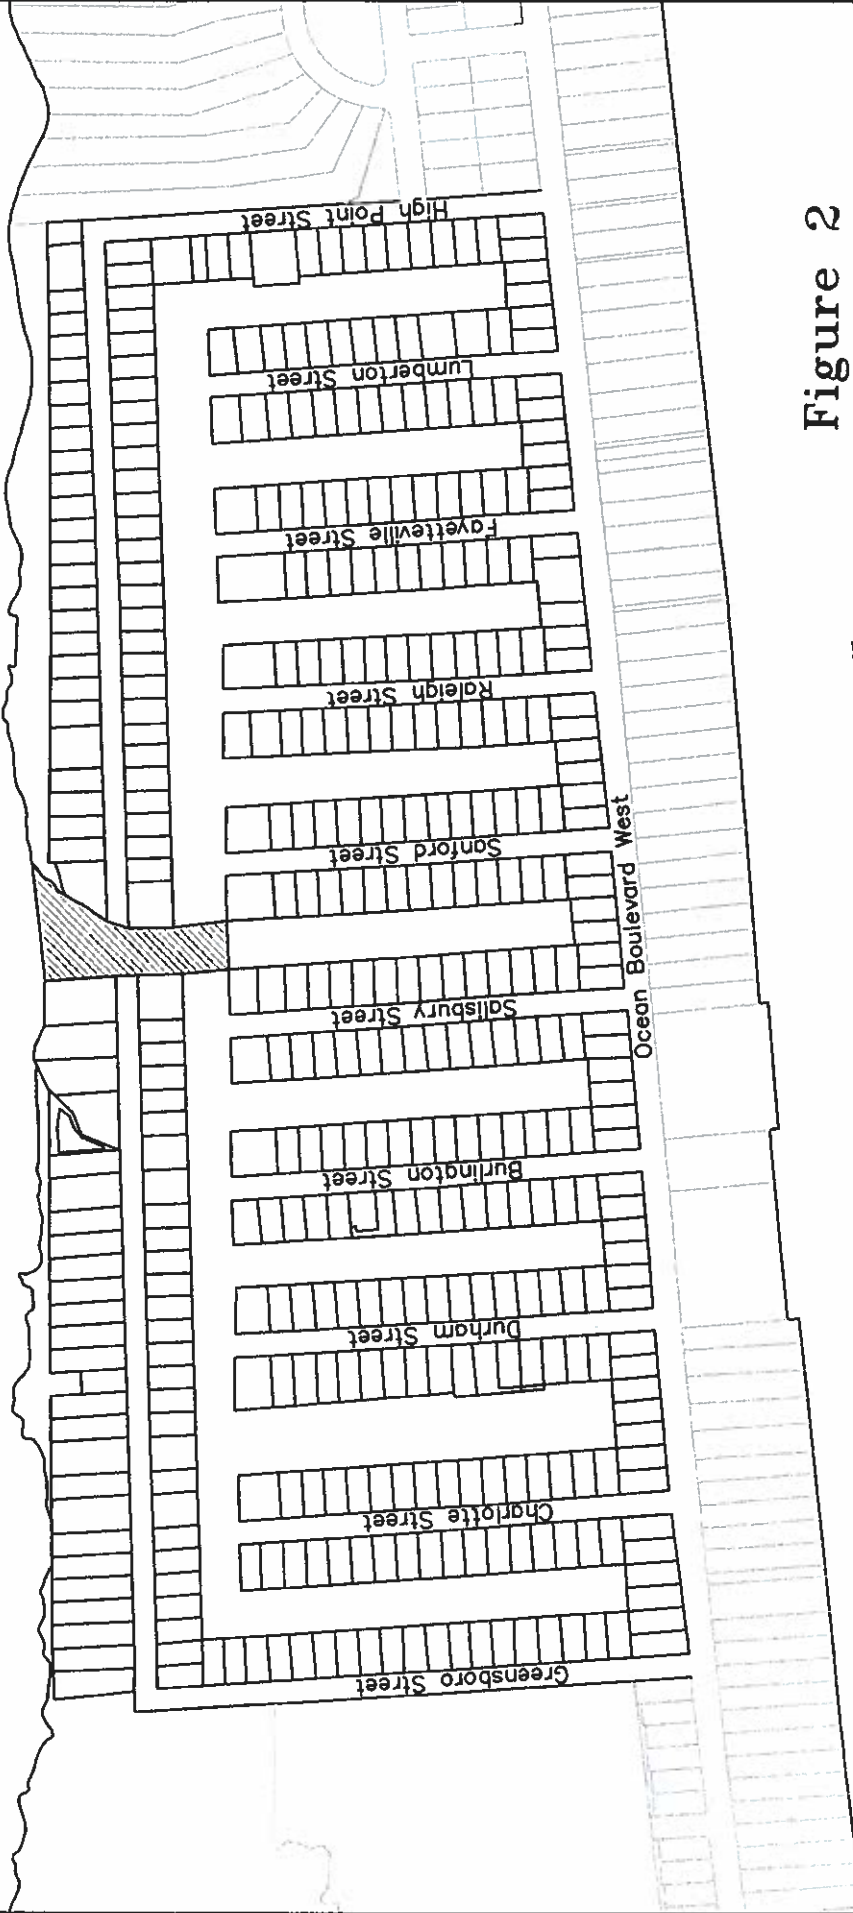 High Point Street
Lumberton Street
Fayetteville Street
Raleigh Street
Sanford Street
Salisbury Street
Burlington Street
Durham Street
Charlotte Street
Greensboro Street
Ocean Boulevard West
Figure 2